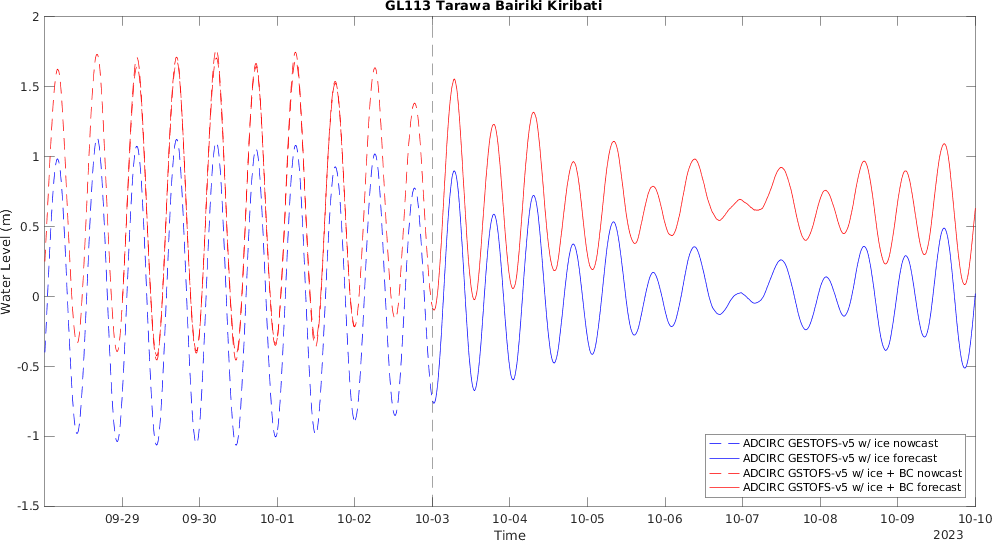 GL113 Tarawa Bairiki Kiribati
2
1.5
1
0.5
0
-0.5
-1
-1.5
Water Level (m)
ADCIRC GESTOFS-v5 w/ ice nowcast
ADCIRC GESTOFS-v5 w/ ice forecast
ADCIRC GSTOFS-v5 w/ ice + BC nowcast
ADCIRC GSTOFS-v5 w/ ice + BC forecast
09-29 09-30 10-01 10-02 10-03 10-04 10-05 10-06 10-07 10-08 10-09 10-10
Time 2023